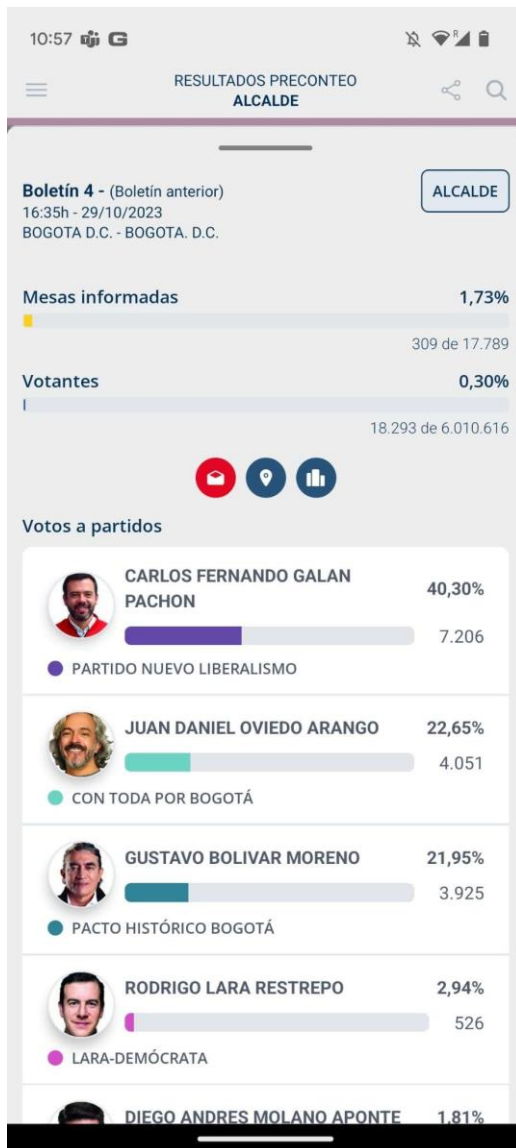 10:57
RESULTADOS PRECONTEO
ALCALDE
Boletín 4 - (Boletín anterior)
ALCALDE
16:35h - 29/10/2023
BOGOTA D.C. - BOGOTA. D.C.
Mesas informadas 1,73%
309 de 17.789
Votantes 0,30%
18.293 de 6.010.616
Votos a partidos
CARLOS FERNANDO GALAN
PACHON
40,30%
7.206
PARTIDO NUEVO LIBERALISMO
JUAN DANIEL OVIEDO ARANGO 22,65%
4.051
CON TODA POR BOGOTÁ
GUSTAVO BOLIVAR MORENO 21,95%
3.925
PACTO HISTÓRICO BOGOTÁ
RODRIGO LARA RESTREPO 2,94%
526
LARA-DEMÓCRATA
DIEGO ANDRES MOLANO APONTE 1,81%